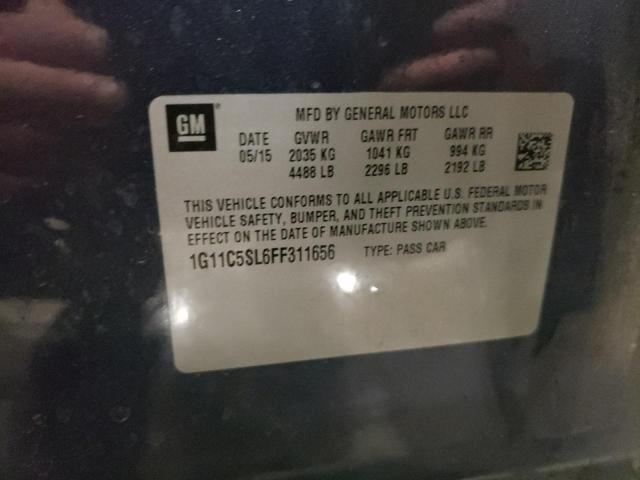 GM®
MFD BY GENERAL MOTORS LLC
DATE GVWR GAWR FRT GAWR RR
05/15 2035 KG 1041 KG 994 KG
4488 LB 2296 LB 2192 LB
THIS VEHICLE CONFORMS TO ALL APPLICABLE U.S. FEDERAL MOTOR
VEHICLE SAFETY, BUMPER, AND THEFT PREVENTION STANDARDS IN
EFFECT ON THE DATE OF MANUFACTURE SHOWN ABOVE.
1G11C5SL6FF311656 TYPE: PASS CAR